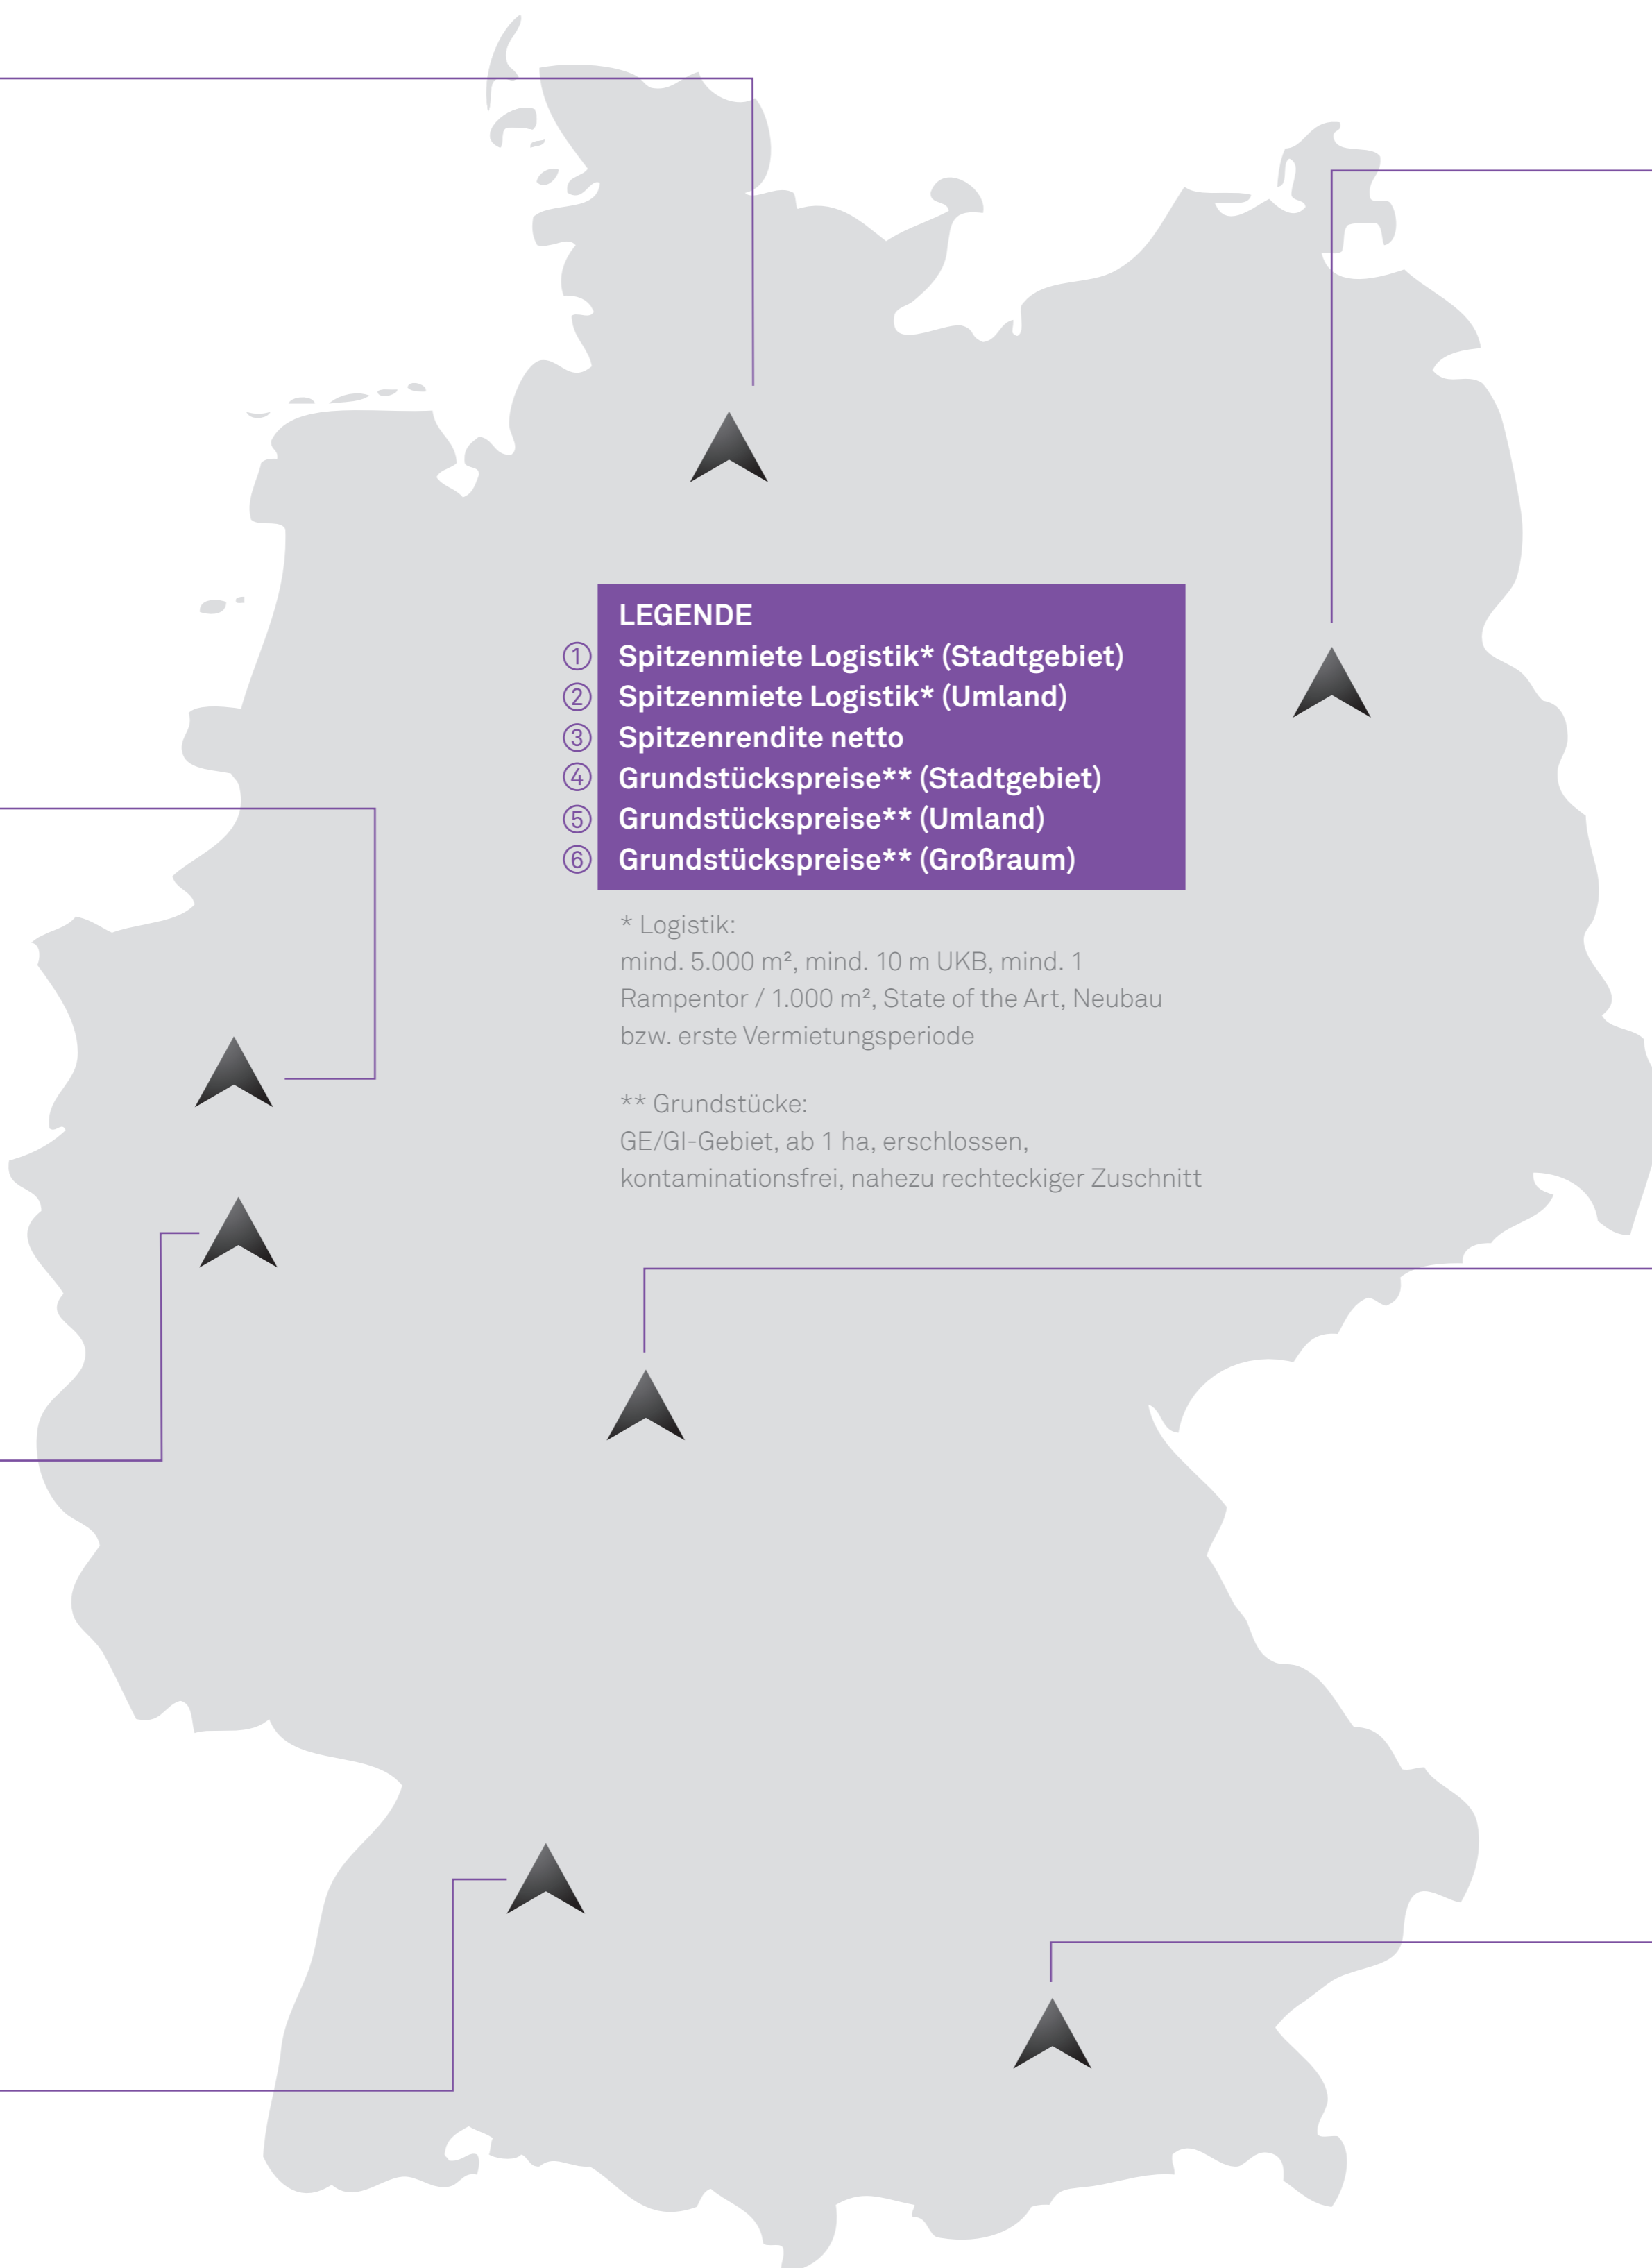 LEGENDE
① Spitzenmiete Logistik* (Stadtgebiet)
② Spitzenmiete Logistik* (Umland)
③ Spitzenrendite netto
④ Grundstückspreise** (Stadtgebiet)
⑤ Grundstückspreise** (Umland)
⑥ Grundstückspreise** (Großraum)
* Logistik:
mind. 5.000 m², mind. 10 m UKB, mind. 1
Rampentor / 1.000 m², State of the Art, Neubau
bzw. erste Vermietungsperiode
** Grundstücke:
GE/GI-Gebiet, ab 1 ha, erschlossen,
kontaminationsfrei, nahezu rechteckiger Zuschnitt